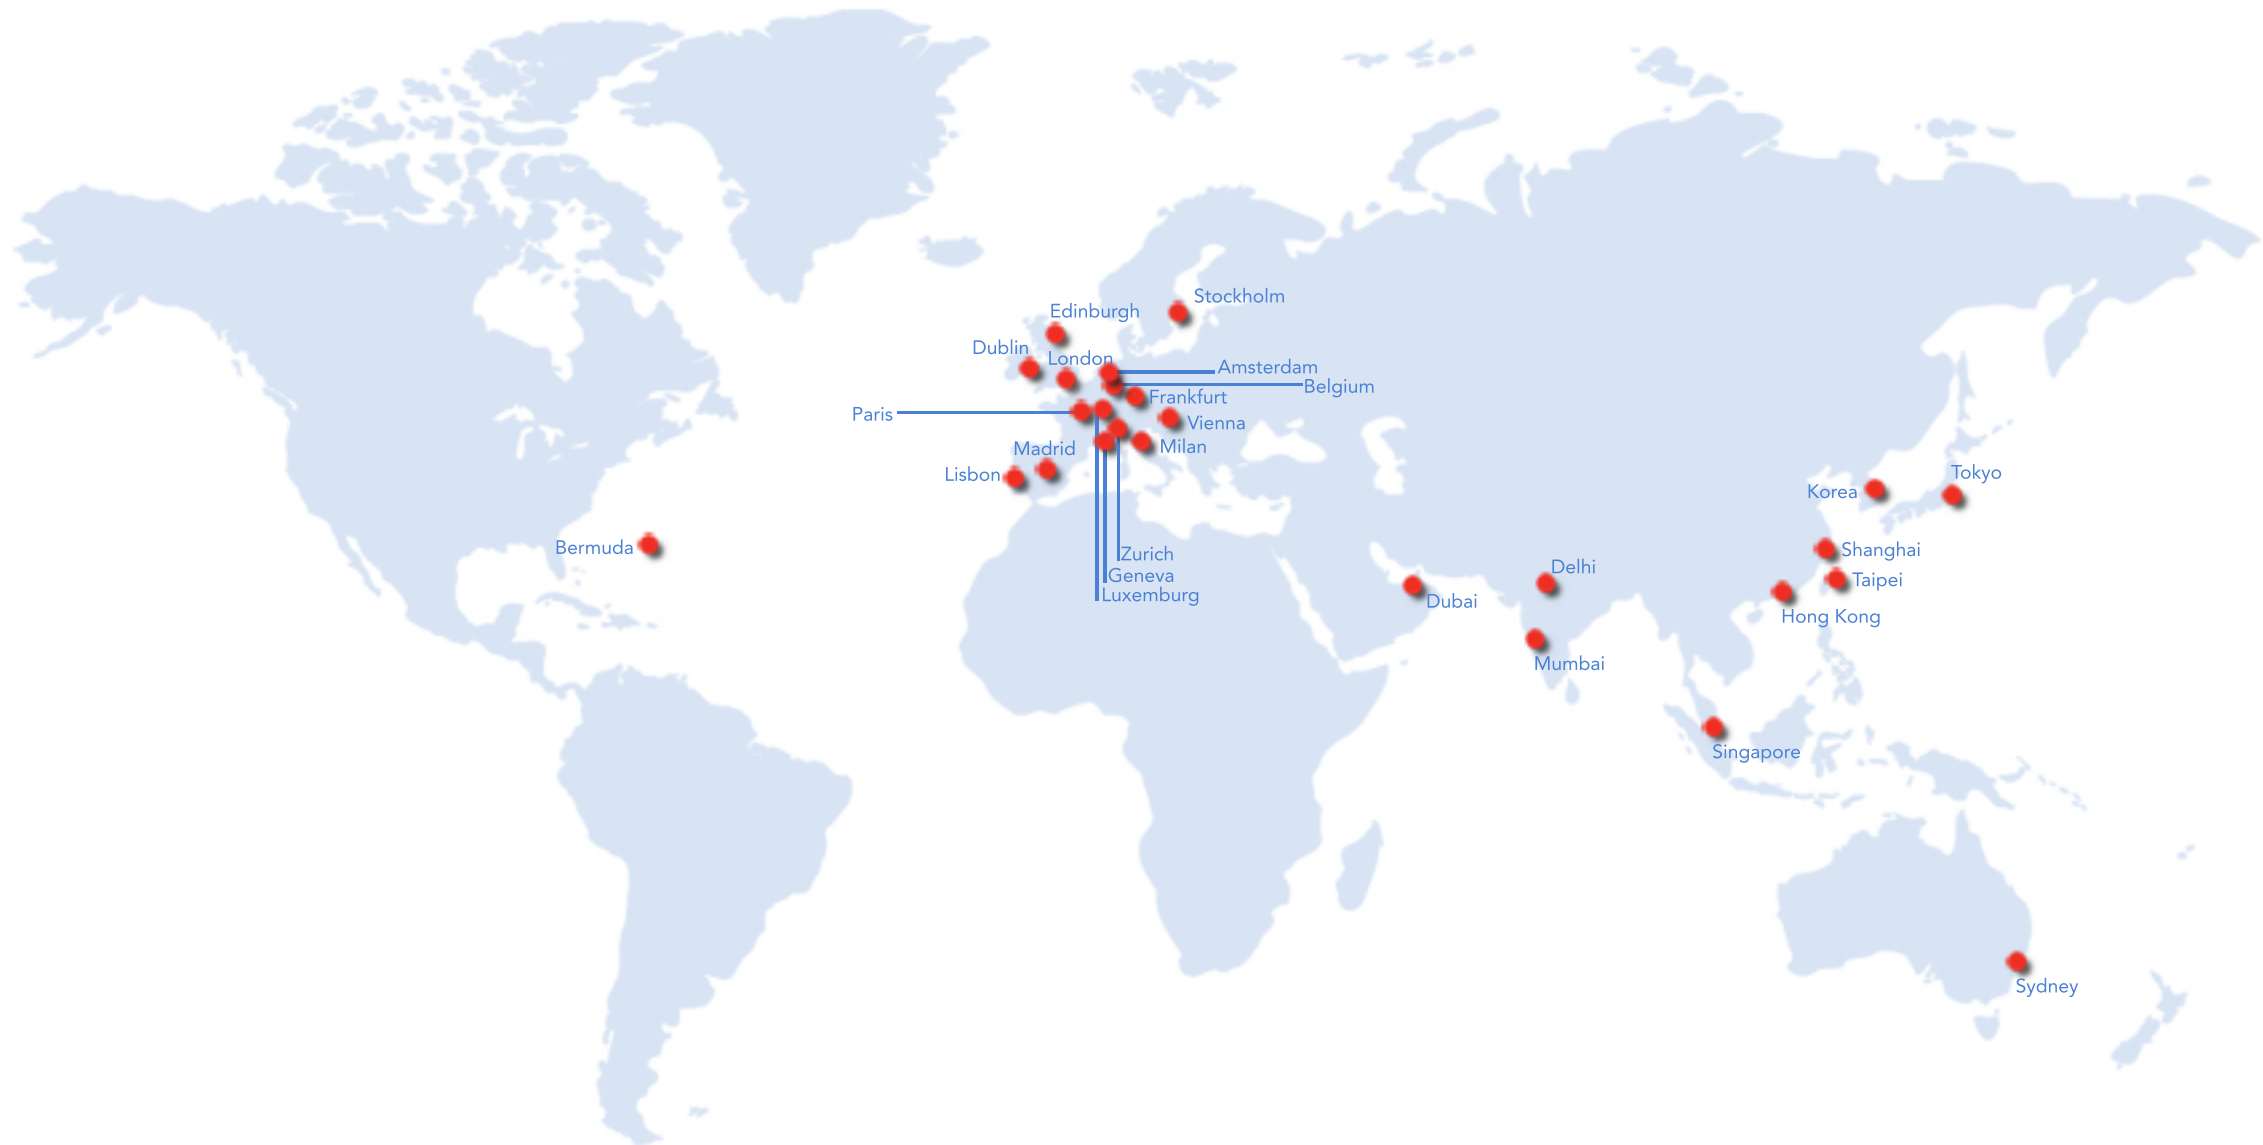 Stockholm
Edinburgh
Dublin
London
Amsterdam
Belgium
Frankfurt
Paris
Vienna
Milan
Madrid
Lisbon
Tokyo
Korea
Bermuda
Zurich
Shanghai
Geneva
Delhi
Taipei
Luxemburg
Dubai
Hong Kong
Mumbai
Singapore
Sydney